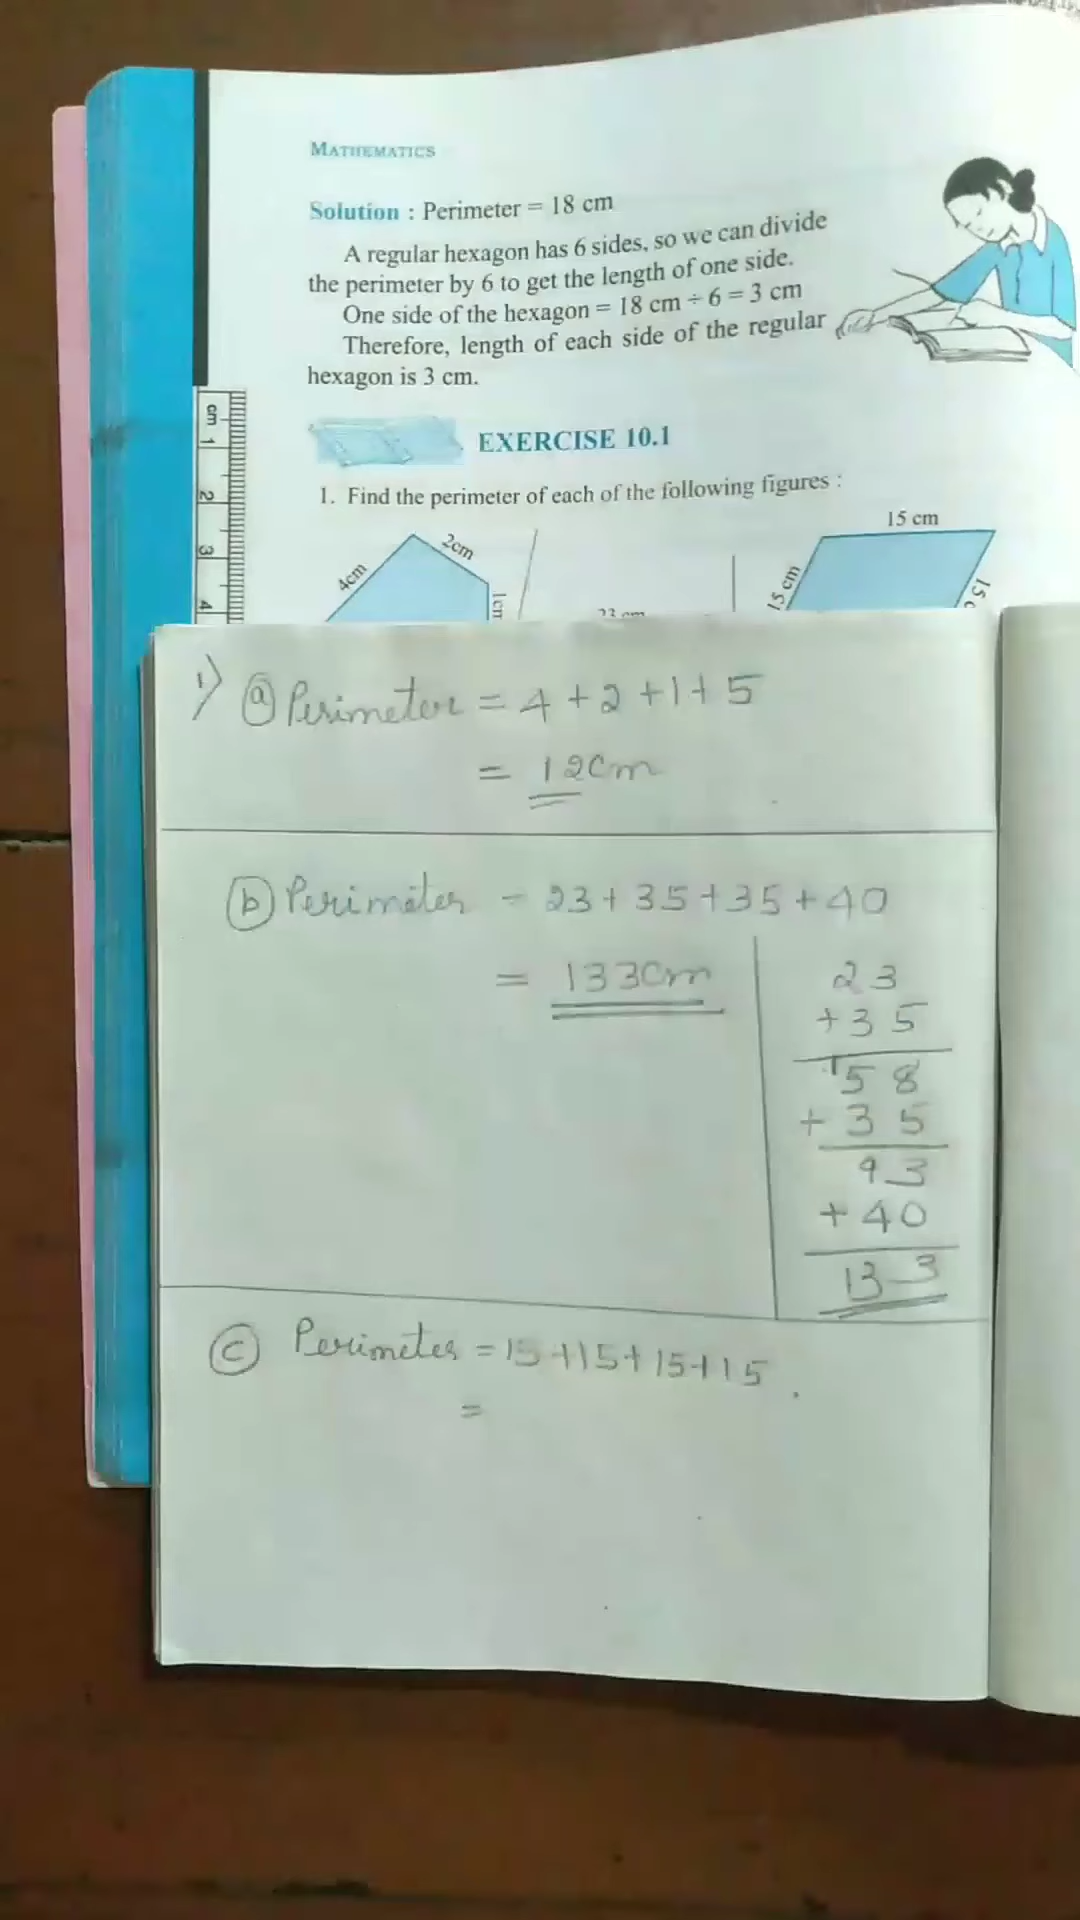 MATHEMATICS
Solution : Perimeter = 18 cm
A regular hexagon has 6 sides, so we can divide
the perimeter by 6 to get the length of one side.
One side of the hexagon = 18 cm ÷ 6 = 3 cm
Therefore, length of each side of the regular
hexagon is 3 cm.
cm 1
2
3
4
EXERCISE 10.1
1. Find the perimeter of each of the following figures :
4cm
2cm
1cm
15 cm
15 cm
15 c
1) (a) Perimeter = 4 + 2 + 1 + 5
= 12cm
(b) Perimeter - 23 + 35 + 35 + 40
= 133cm
23
+ 35
1 58
+ 35
93
+ 40
133
(c) Perimeter = 15 + 15 + 15 + 15
=